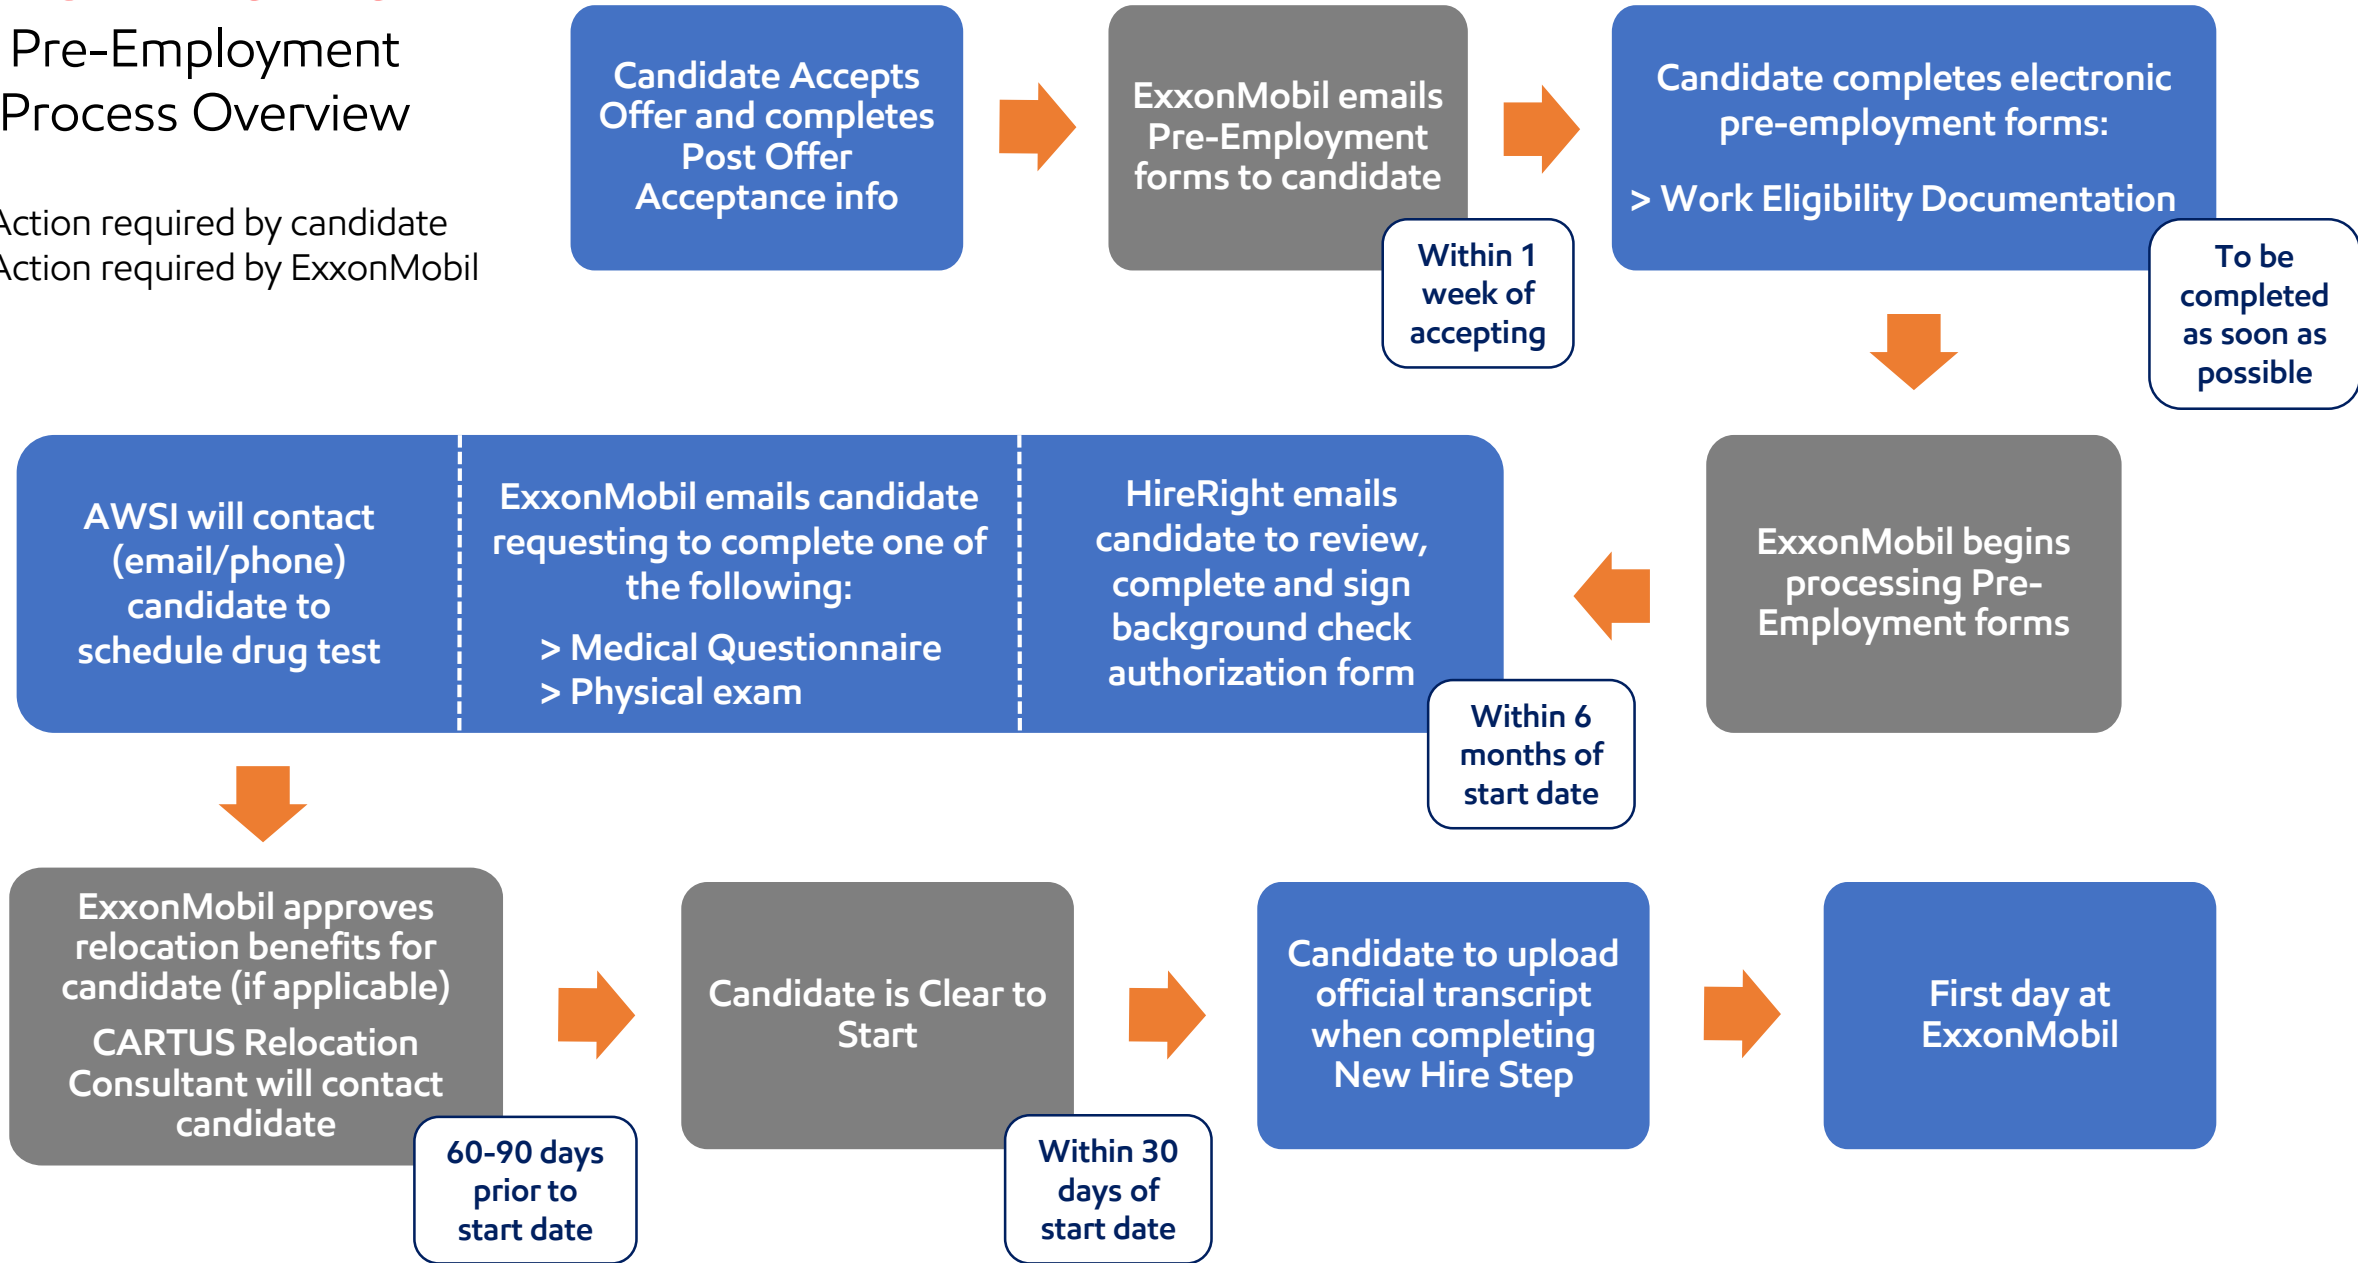 Pre-Employment
Process Overview
Action required by candidate
Action required by ExxonMobil
Candidate Accepts
Offer and completes
Post Offer
Acceptance info
ExxonMobil emails
Pre-Employment
forms to candidate
Within 1
week of
accepting
Candidate completes electronic
pre-employment forms:
> Work Eligibility Documentation
To be
completed
as soon as
possible
ExxonMobil begins
processing Pre-
Employment forms
HireRight emails
candidate to review,
complete and sign
background check
authorization form
Within 6
months of
start date
ExxonMobil emails candidate
requesting to complete one of
the following:
> Medical Questionnaire
> Physical exam
AWSI will contact
(email/phone)
candidate to
schedule drug test
ExxonMobil approves
relocation benefits for
candidate (if applicable)
CARTUS Relocation
Consultant will contact
candidate
60-90 days
prior to
start date
Candidate is Clear to
Start
Within 30
days of
start date
Candidate to upload
official transcript
when completing
New Hire Step
First day at
ExxonMobil